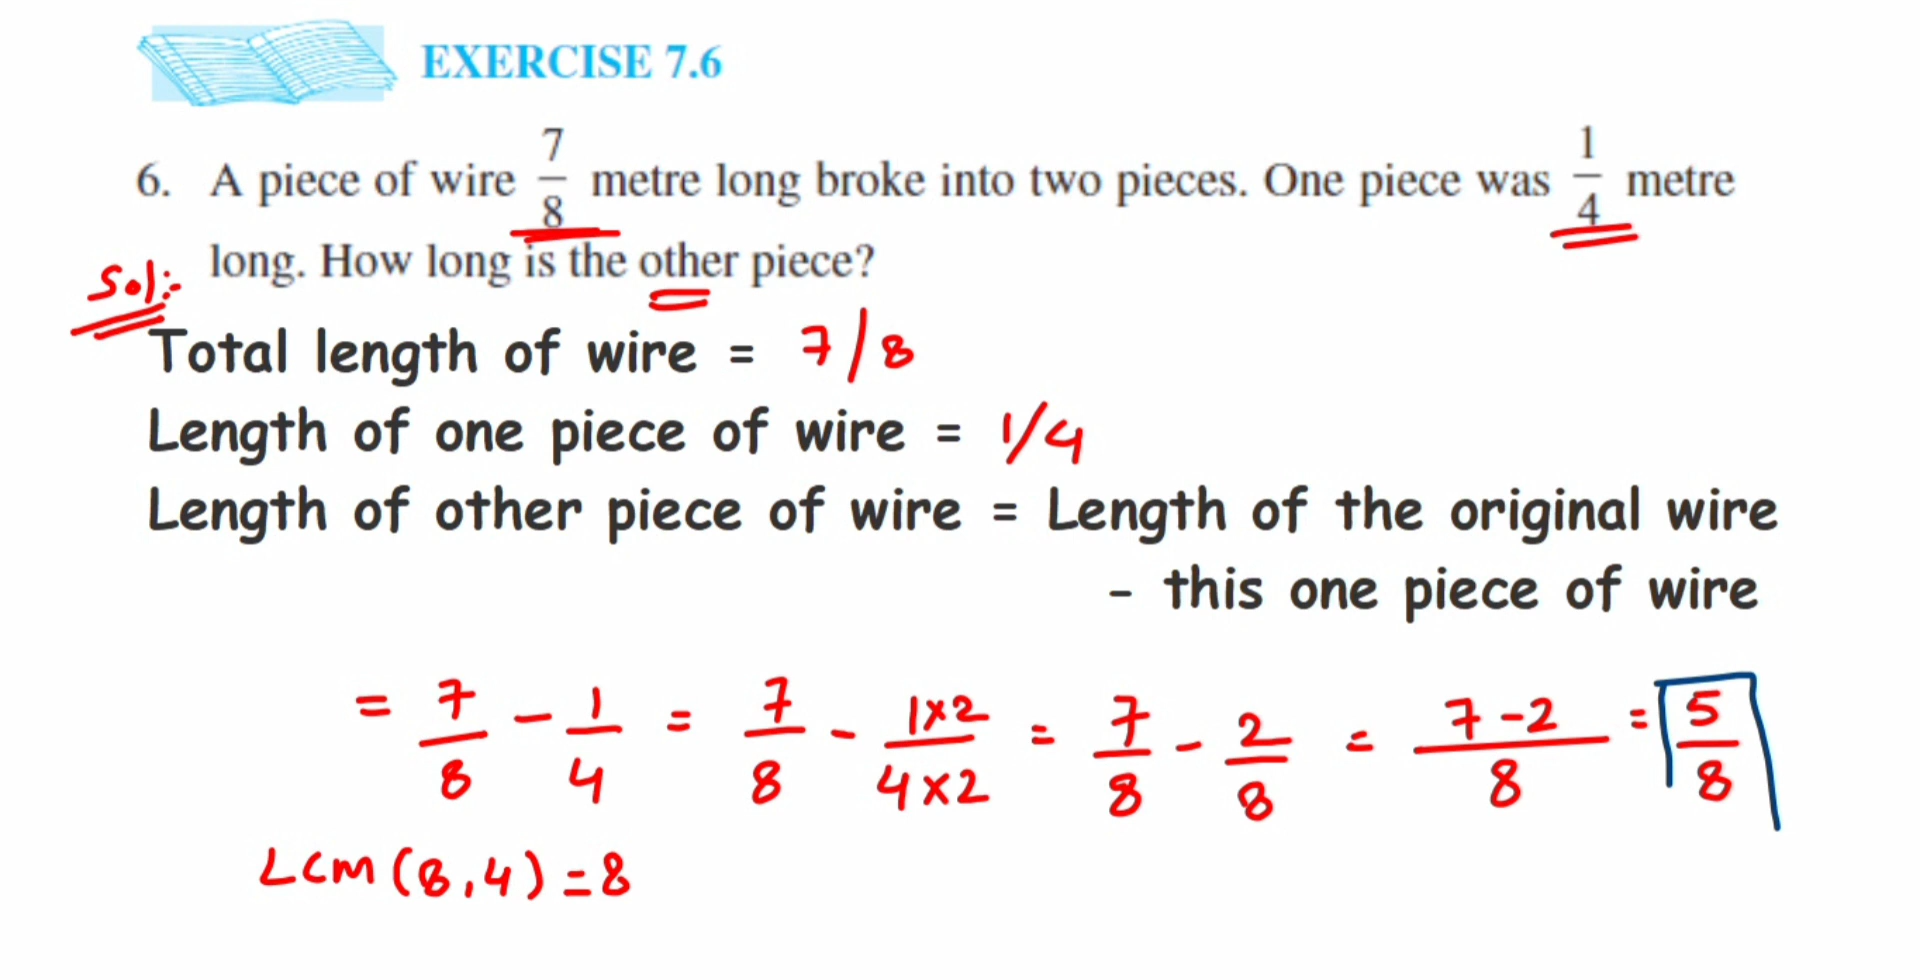 EXERCISE 7.6
6. A piece of wire 7/8 metre long broke into two pieces. One piece was 1/4 metre
long. How long is the other piece?
Sol:-
Total length of wire = 7/8
Length of one piece of wire = 1/4
Length of other piece of wire = Length of the original wire
- this one piece of wire
= 7/8 - 1/4 = 7/8 - 1×2/4×2 = 7/8 - 2/8 = 7-2/8 = 5/8
LCM (8,4) = 8